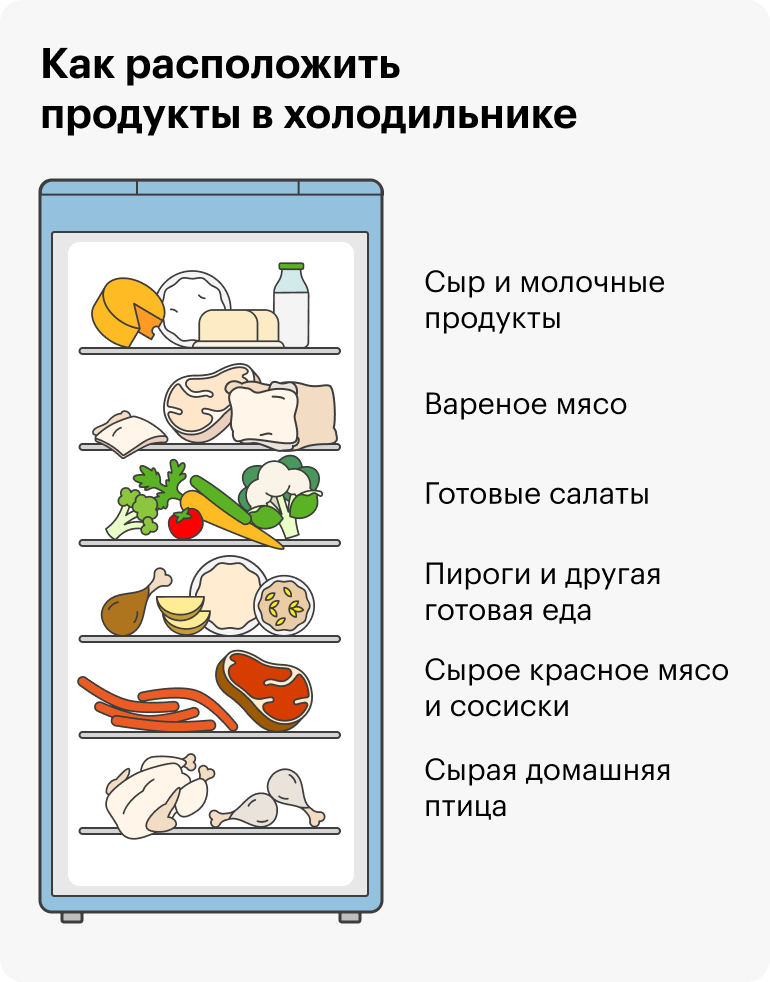 Как расположить
продукты в холодильнике
Сыр и молочные
продукты
Вареное мясо
Готовые салаты
Пироги и другая
готовая еда
Сырое красное мясо
и сосиски
Сырая домашняя
птица